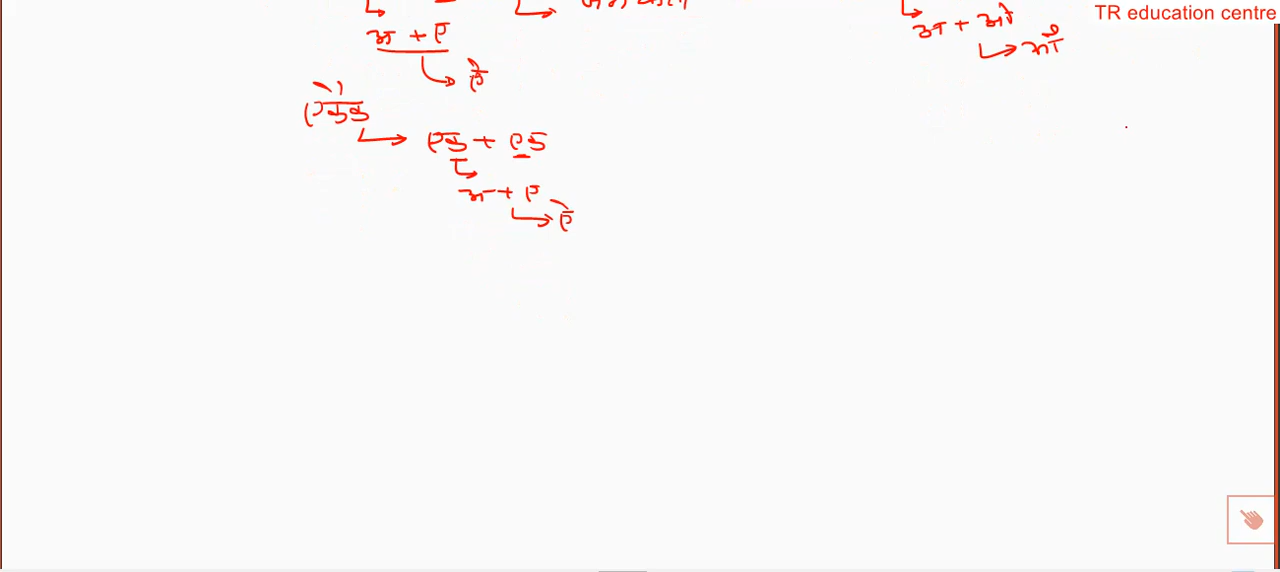 TR education centre
अ + ए
ऐ
अ + ओ
औ
एकैक
एक + एक
अ + ए
ऐ